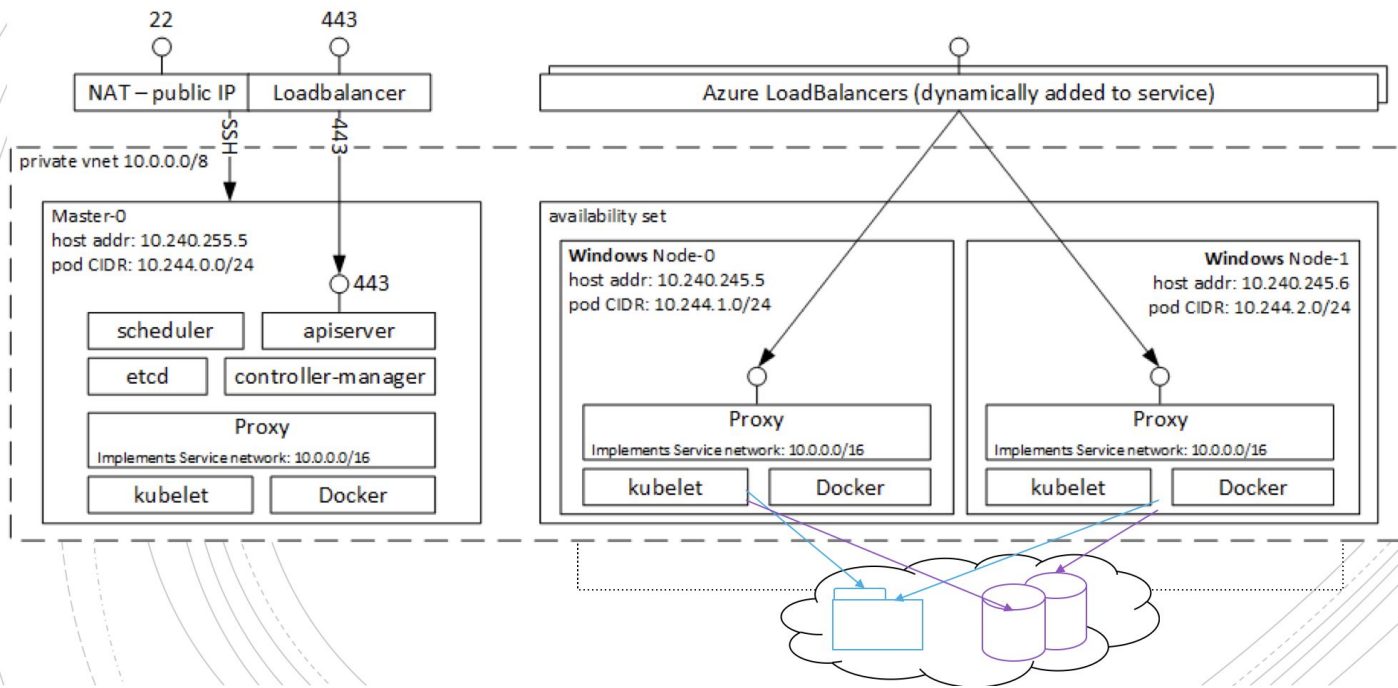 22
443
NAT – public IP
Loadbalancer
Azure LoadBalancers (dynamically added to service)
SSH
443
private vnet 10.0.0.0/8
Master-0
host addr: 10.240.255.5
pod CIDR: 10.244.0.0/24
443
scheduler
apiserver
etcd
controller-manager
Proxy
Implements Service network: 10.0.0.0/16
kubelet
Docker
availability set
Windows Node-0
host addr: 10.240.245.5
pod CIDR: 10.244.1.0/24
Proxy
Implements Service network: 10.0.0.0/16
kubelet
Docker
Windows Node-1
host addr: 10.240.245.6
pod CIDR: 10.244.2.0/24
Proxy
Implements Service network: 10.0.0.0/16
kubelet
Docker